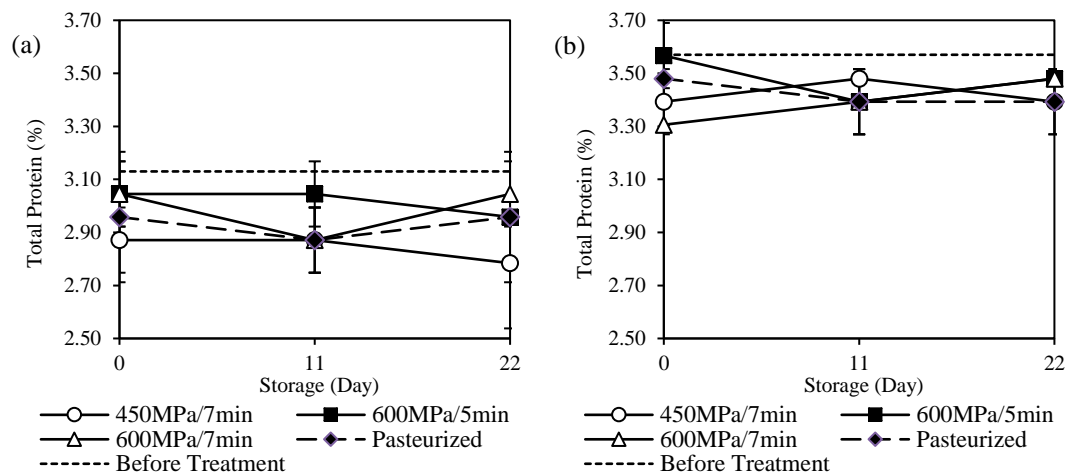 (a)
Total Protein (%)
3.70
3.50
3.30
3.10
2.90
2.70
2.50
0
11
22
Storage (Day)
450MPa/7min
600MPa/5min
600MPa/7min
Pasteurized
Before Treatment
(b)
Total Protein (%)
3.70
3.50
3.30
3.10
2.90
2.70
2.50
0
11
22
Storage (Day)
450MPa/7min
600MPa/5min
600MPa/7min
Pasteurized
Before Treatment